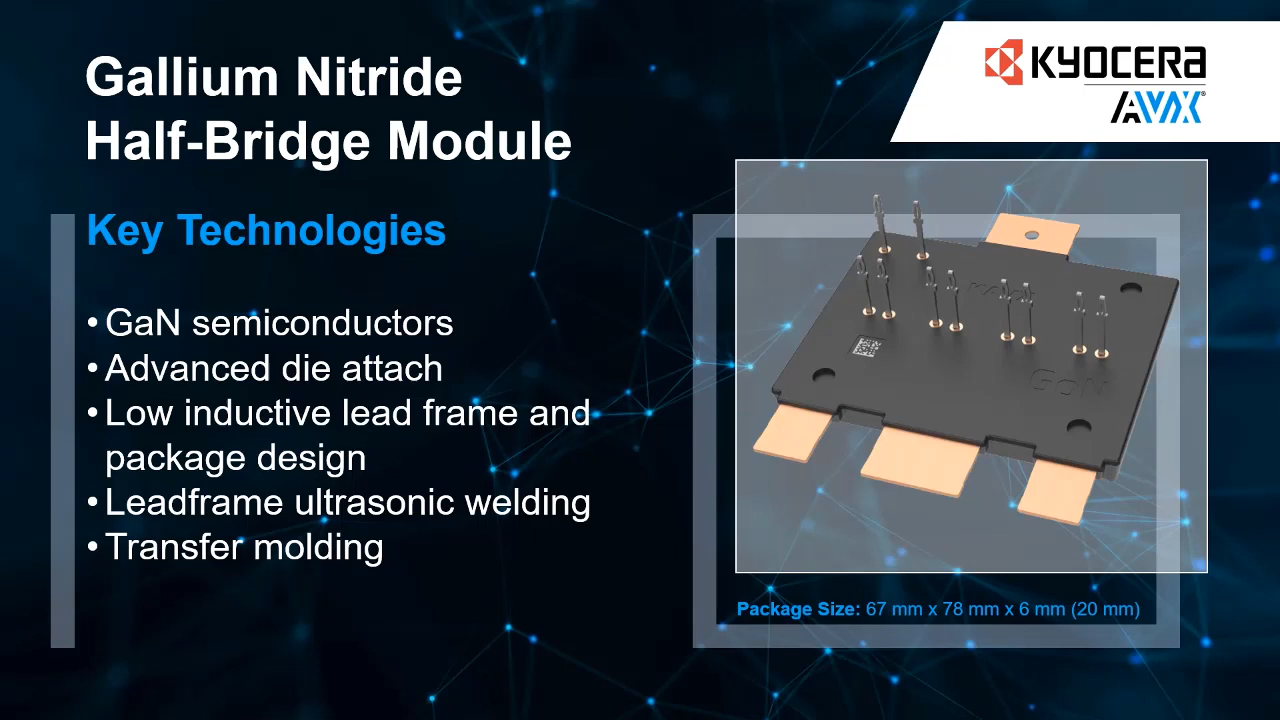 Gallium Nitride
Half-Bridge Module
KYOCERA
AVX®
Key Technologies
• GaN semiconductors
• Advanced die attach
• Low inductive lead frame and
package design
• Leadframe ultrasonic welding
• Transfer molding
GaN
Package Size: 67 mm x 78 mm x 6 mm (20 mm)